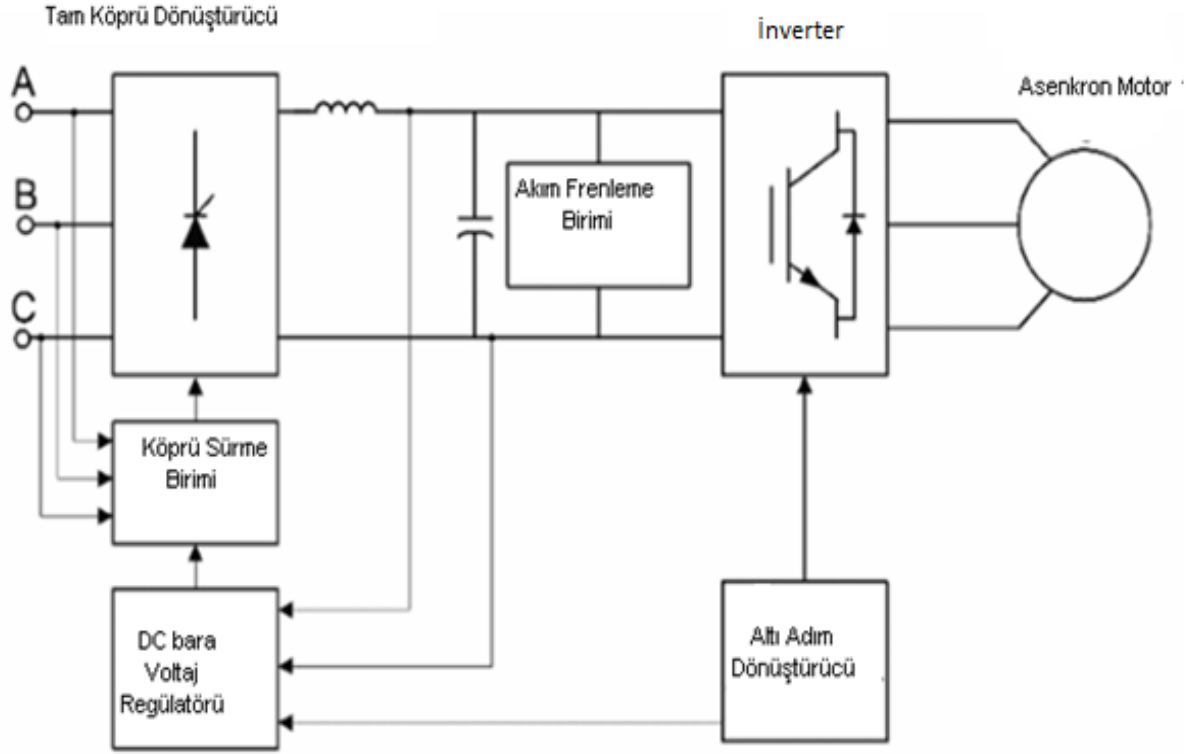 Tam Köprü Dönüştürücü
İnverter
Asenkron Motor
A
B
C
Akım Frenleme
Birimi
Köprü Sürme
Birimi
DC bara
Voltaj
Regülatörü
Altı Adım
Dönüştürücü